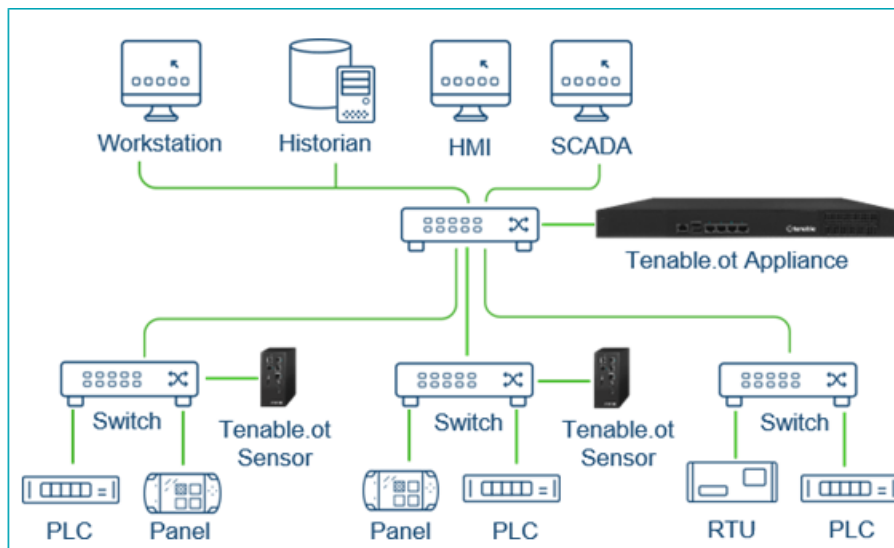 Workstation
Historian
HMI
SCADA
tenable
Tenable.ot Appliance
Switch
Tenable.ot
Sensor
Switch
Tenable.ot
Sensor
Switch
PLC
Panel
Panel
PLC
RTU
PLC